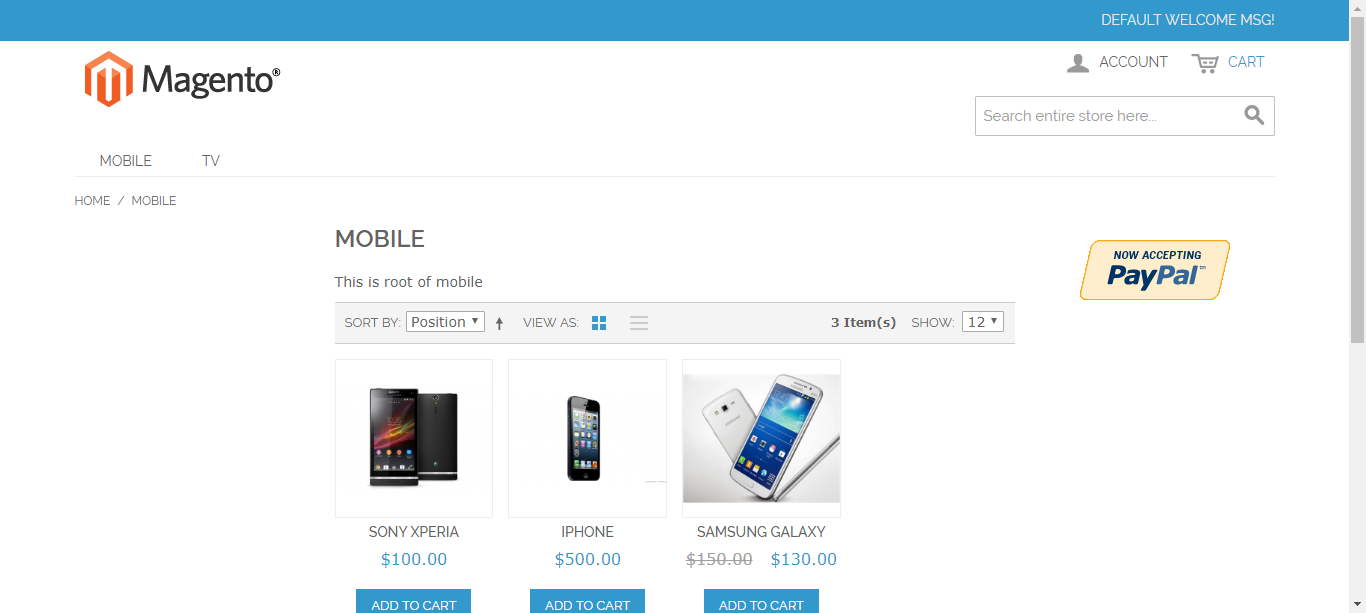 DEFAULT WELCOME MSG!
Magento®
ACCOUNT CART
Search entire store here...
MOBILE TV
HOME / MOBILE
MOBILE
NOW ACCEPTING
PayPal™
This is root of mobile
SORT BY: Position VIEW AS: 3 Item(s) SHOW: 12
SONY XPERIA IPHONE SAMSUNG GALAXY
$100.00 $500.00 $150.00 $130.00
ADD TO CART ADD TO CART ADD TO CART